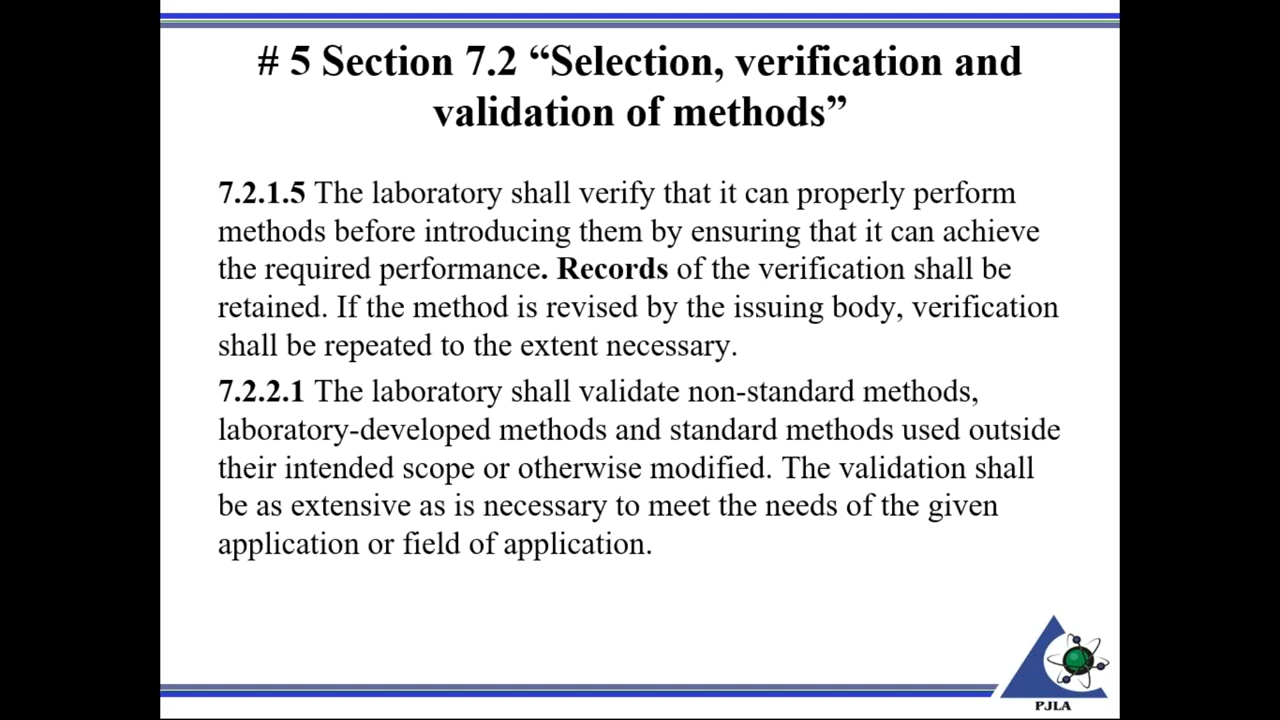 # 5 Section 7.2 “Selection, verification and
validation of methods”
7.2.1.5 The laboratory shall verify that it can properly perform
methods before introducing them by ensuring that it can achieve
the required performance. Records of the verification shall be
retained. If the method is revised by the issuing body, verification
shall be repeated to the extent necessary.
7.2.2.1 The laboratory shall validate non-standard methods,
laboratory-developed methods and standard methods used outside
their intended scope or otherwise modified. The validation shall
be as extensive as is necessary to meet the needs of the given
application or field of application.
PJLA